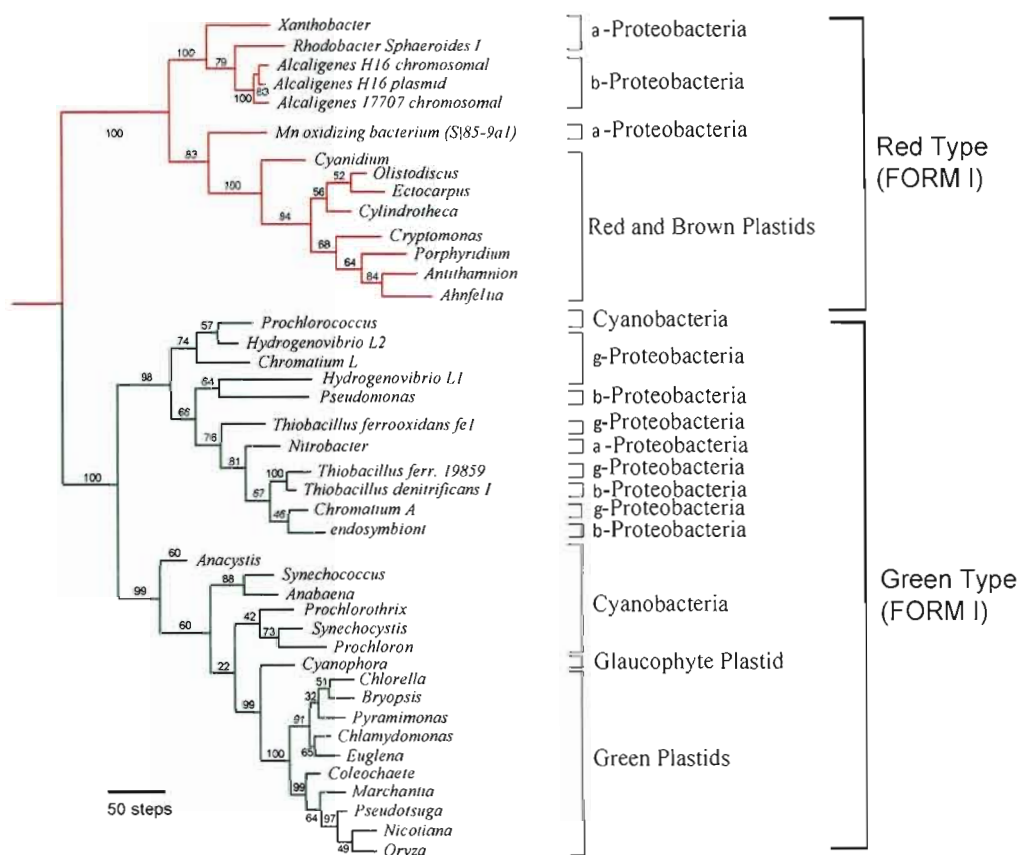 Xanthobacter
a-Proteobacteria
100
Rhodobacter Sphaeroides I
79
Alcaligenes H16 chromosomal
Alcaligenes H16 plasmid
b-Proteobacteria
100
83
Alcaligenes 17707 chromosomal
100
Mn oxidizing bacterium (S|85-9a1)
a-Proteobacteria
Red Type
(FORM I)
83
Cyanidium
52
Olistodiscus
100
56
Ectocarpus
94
Cylindrotheca
Red and Brown Plastids
68
Cryptomonas
64
Porphyridium
84
Antithamnion
Ahnfeltia
57
Prochlorococcus
Cyanobacteria
74
Hydrogenovibrio L2
Chromatium L
g-Proteobacteria
98
64
Hydrogenovibrio L1
Pseudomonas
b-Proteobacteria
66
Thiobacillus ferrooxidans fe1
g-Proteobacteria
76
Nitrobacter
a-Proteobacteria
81
100
Thiobacillus ferr. 19859
g-Proteobacteria
100
67
Thiobacillus denitrificans I
b-Proteobacteria
46
Chromatium A
g-Proteobacteria
endosymbiont
b-Proteobacteria
60
Anacystis
99
88
Synechococcus
Anabaena
Green Type
(FORM I)
Cyanobacteria
60
42
Prochlorothrix
73
Synechocystis
Prochloron
22
Cyanophora
Glaucophyte Plastid
99
51
Chlorella
32
Bryopsis
91
Pyramimonas
65
Chlamydomonas
100
Euglena
Green Plastids
99
Coleochaete
Marchantia
64
97
Pseudotsuga
Nicotiana
49
Oryza
50 steps